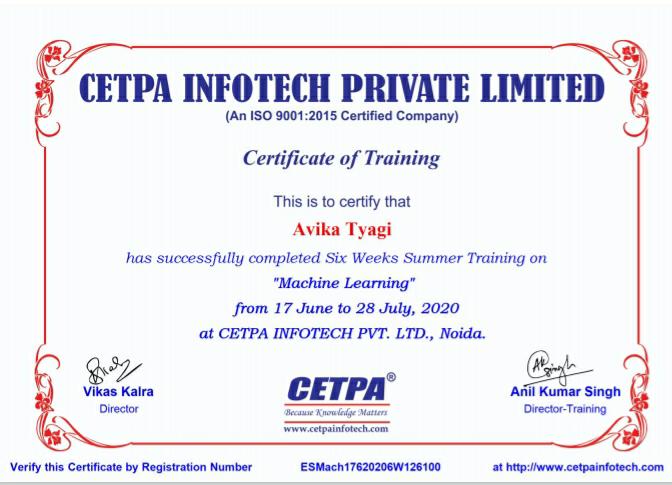 CETPA INFOTECH PRIVATE LIMITED
(An ISO 9001:2015 Certified Company)
Certificate of Training
This is to certify that
Avika Tyagi
has successfully completed Six Weeks Summer Training on
"Machine Learning"
from 17 June to 28 July, 2020
at CETPA INFOTECH PVT. LTD., Noida.
Vikas Kalra
Director
CETPA®
Because Knowledge Matters
www.cetpainfotech.com
Anil Kumar Singh
Director-Training
Verify this Certificate by Registration Number ESMach17620206W126100 at http://www.cetpainfotech.com